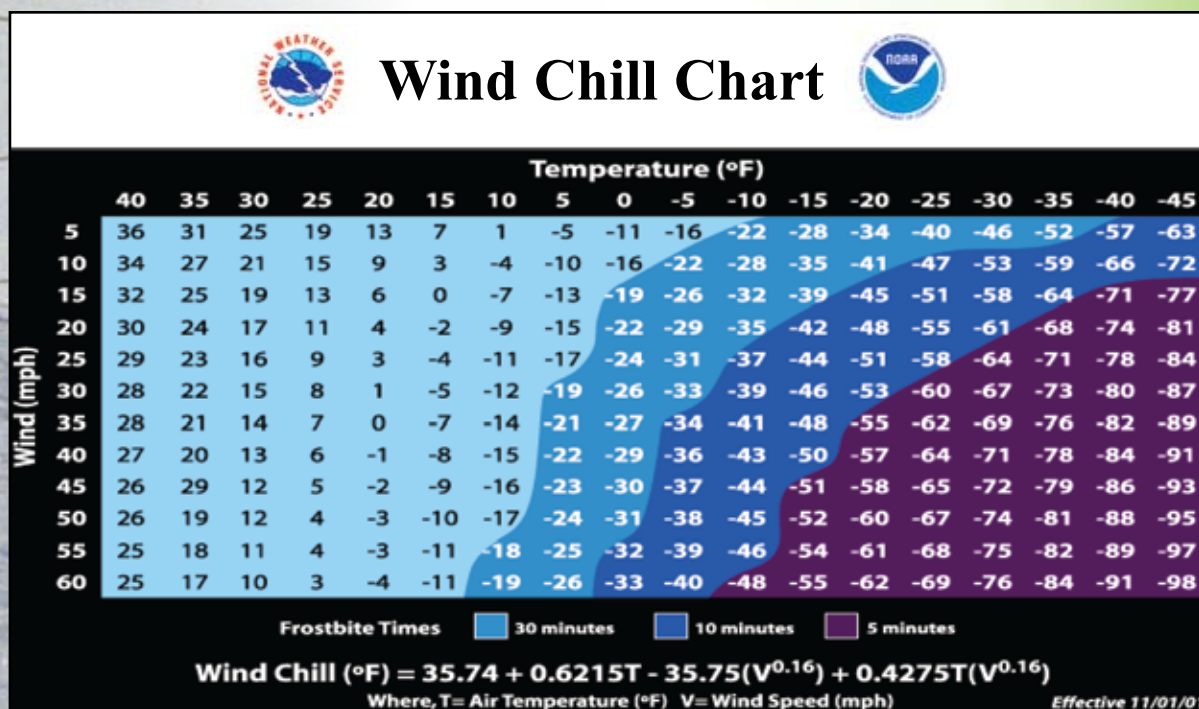 NATIONAL WEATHER SERVICE
Wind Chill Chart
NOAA
Temperature (ºF)
40 35 30 25 20 15 10 5 0 -5 -10 -15 -20 -25 -30 -35 -40 -45
Wind (mph)
5 36 31 25 19 13 7 1 -5 -11 -16 -22 -28 -34 -40 -46 -52 -57 -63
10 34 27 21 15 9 3 -4 -10 -16 -22 -28 -35 -41 -47 -53 -59 -66 -72
15 32 25 19 13 6 0 -7 -13 -19 -26 -32 -39 -45 -51 -58 -64 -71 -77
20 30 24 17 11 4 -2 -9 -15 -22 -29 -35 -42 -48 -55 -61 -68 -74 -81
25 29 23 16 9 3 -4 -11 -17 -24 -31 -37 -44 -51 -58 -64 -71 -78 -84
30 28 22 15 8 1 -5 -12 -19 -26 -33 -39 -46 -53 -60 -67 -73 -80 -87
35 28 21 14 7 0 -7 -14 -21 -27 -34 -41 -48 -55 -62 -69 -76 -82 -89
40 27 20 13 6 -1 -8 -15 -22 -29 -36 -43 -50 -57 -64 -71 -78 -84 -91
45 26 29 12 5 -2 -9 -16 -23 -30 -37 -44 -51 -58 -65 -72 -79 -86 -93
50 26 19 12 4 -3 -10 -17 -24 -31 -38 -45 -52 -60 -67 -74 -81 -88 -95
55 25 18 11 4 -3 -11 -18 -25 -32 -39 -46 -54 -61 -68 -75 -82 -89 -97
60 25 17 10 3 -4 -11 -19 -26 -33 -40 -48 -55 -62 -69 -76 -84 -91 -98
Frostbite Times 30 minutes 10 minutes 5 minutes
Wind Chill (ºF) = 35.74 + 0.6215T - 35.75(V^0.16) + 0.4275T(V^0.16)
Where, T= Air Temperature (ºF) V= Wind Speed (mph)
Effective 11/01/0